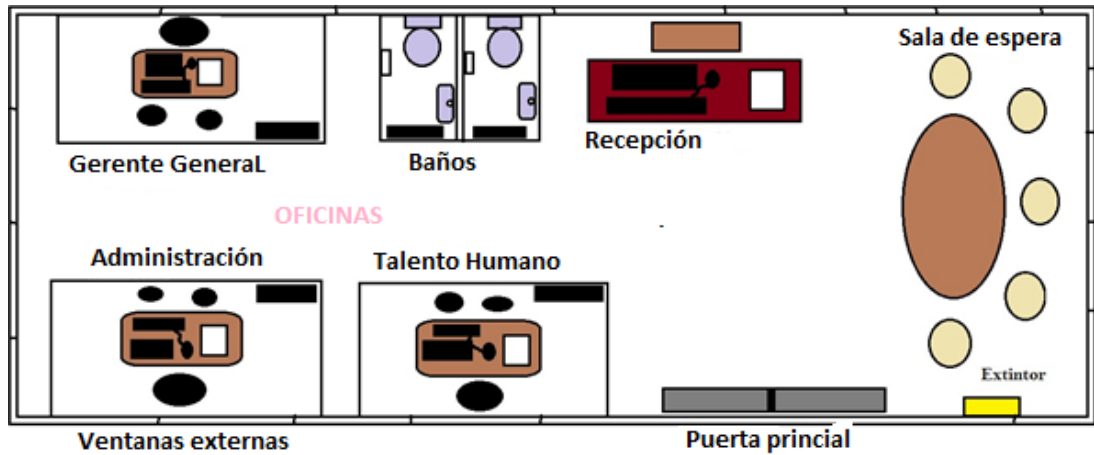 Sala de espera
Recepción
Gerente GeneraL
Baños
OFICINAS
Administración
Talento Humano
Extintor
Ventanas externas
Puerta princial